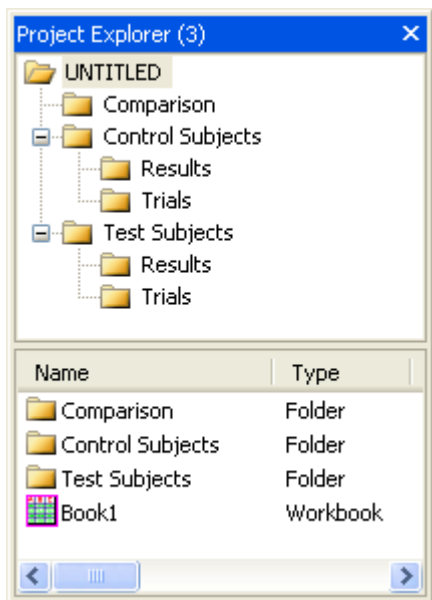 Project Explorer (3)
UNTITLED
Comparison
Control Subjects
Results
Trials
Test Subjects
Results
Trials
Name Type
Comparison Folder
Control Subjects Folder
Test Subjects Folder
Book1 Workbook